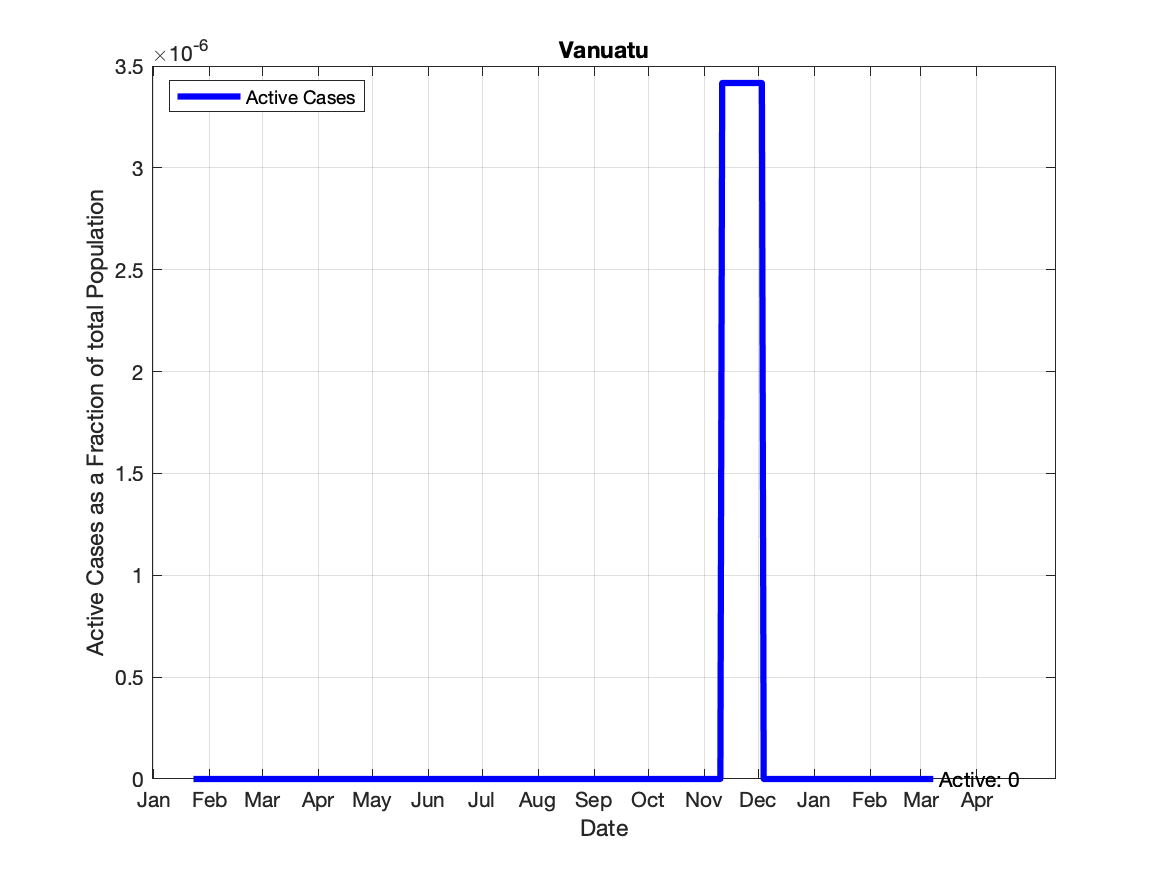 Vanuatu
×10-6
Active Cases
3.5
3
2.5
2
1.5
1
0.5
0
Active Cases as a Fraction of total Population
Active: 0
Jan Feb Mar Apr May Jun Jul Aug Sep Oct Nov Dec Jan Feb Mar Apr
Date